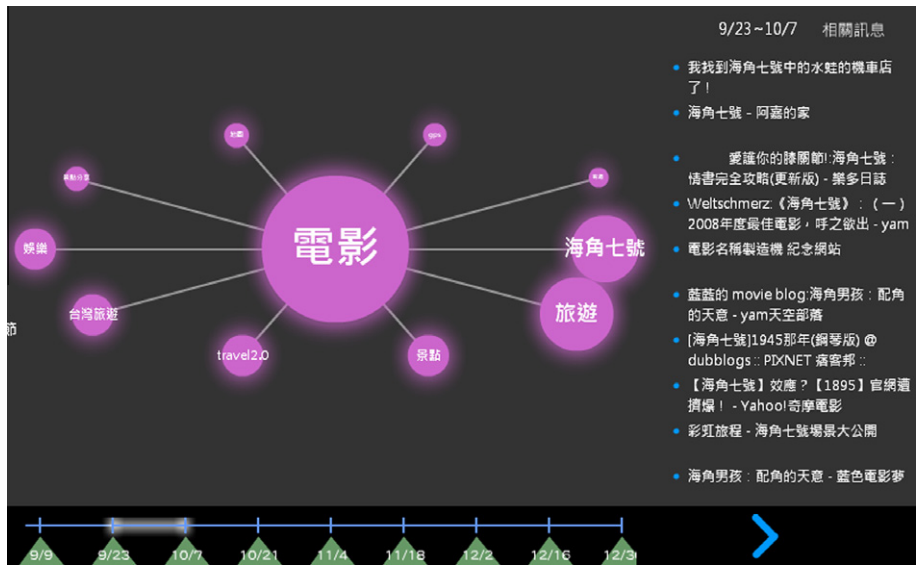 9/23~10/7 相關訊息
我找到海角七號中的水蛙的機車店
了！
海角七號 - 阿嘉的家
愛護你的膝關節!:海角七號：
情書完全攻略(更新版) - 樂多日誌
Weltschmerz:《海角七號》：（一）
2008年度最佳電影，呼之欲出 - yam
電影名稱製造機 紀念網站
藍藍的 movie blog:海角男孩：配角
的天意 - yam天空部落
[海角七號]1945那年(鋼琴版) @
dubblogs :: PIXNET 痞客邦 ::
【海角七號】效應？【1895】官網遭
擠爆！ - Yahoo!奇摩電影
彩虹旅程 - 海角七號場景大公開
海角男孩：配角的天意 - 藍色電影夢
地圖
gps
景點分享
娛樂
電影
海角七號
台灣旅遊
旅遊
節
travel2.0
景點
9/9 9/23 10/7 10/21 11/4 11/18 12/2 12/16 12/30